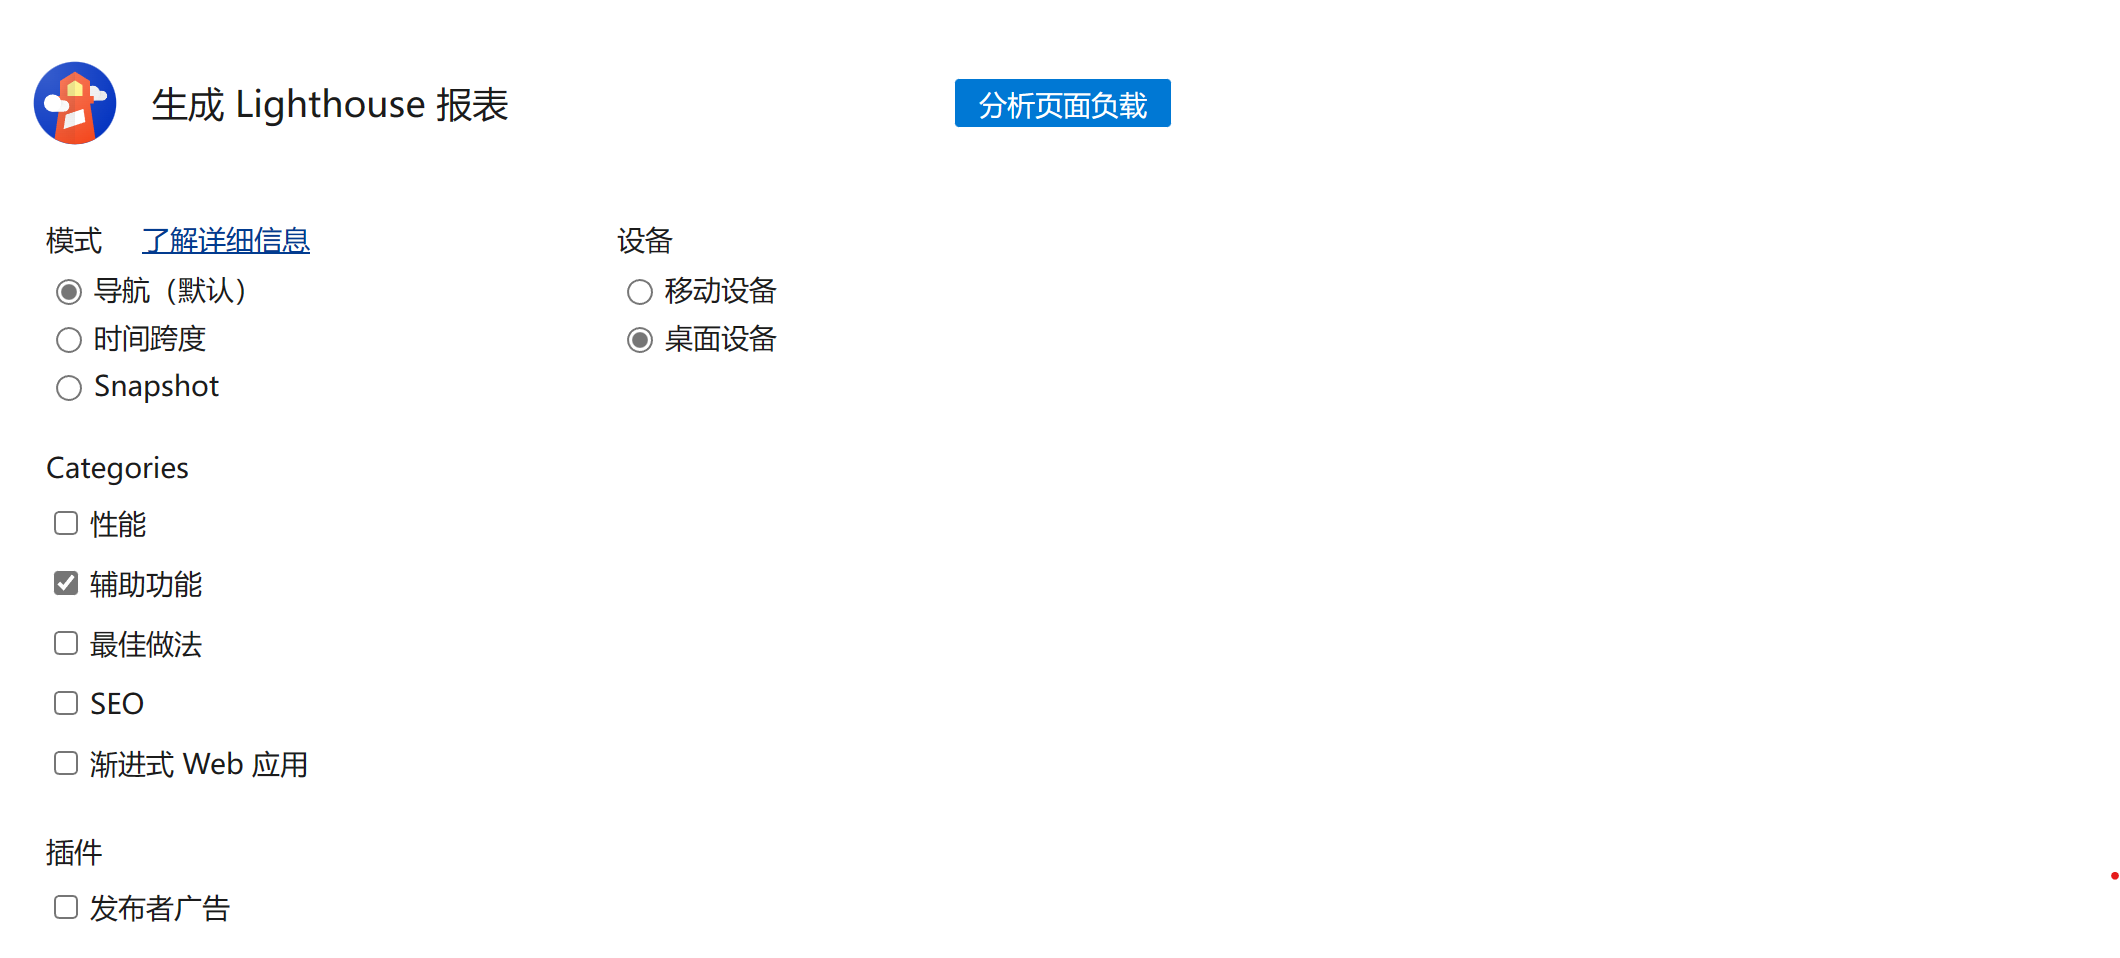 生成 Lighthouse 报表
分析页面负载
模式 了解详细信息
导航（默认）
时间跨度
Snapshot
设备
移动设备
桌面设备
Categories
性能
辅助功能
最佳做法
SEO
渐进式 Web 应用
插件
发布者广告